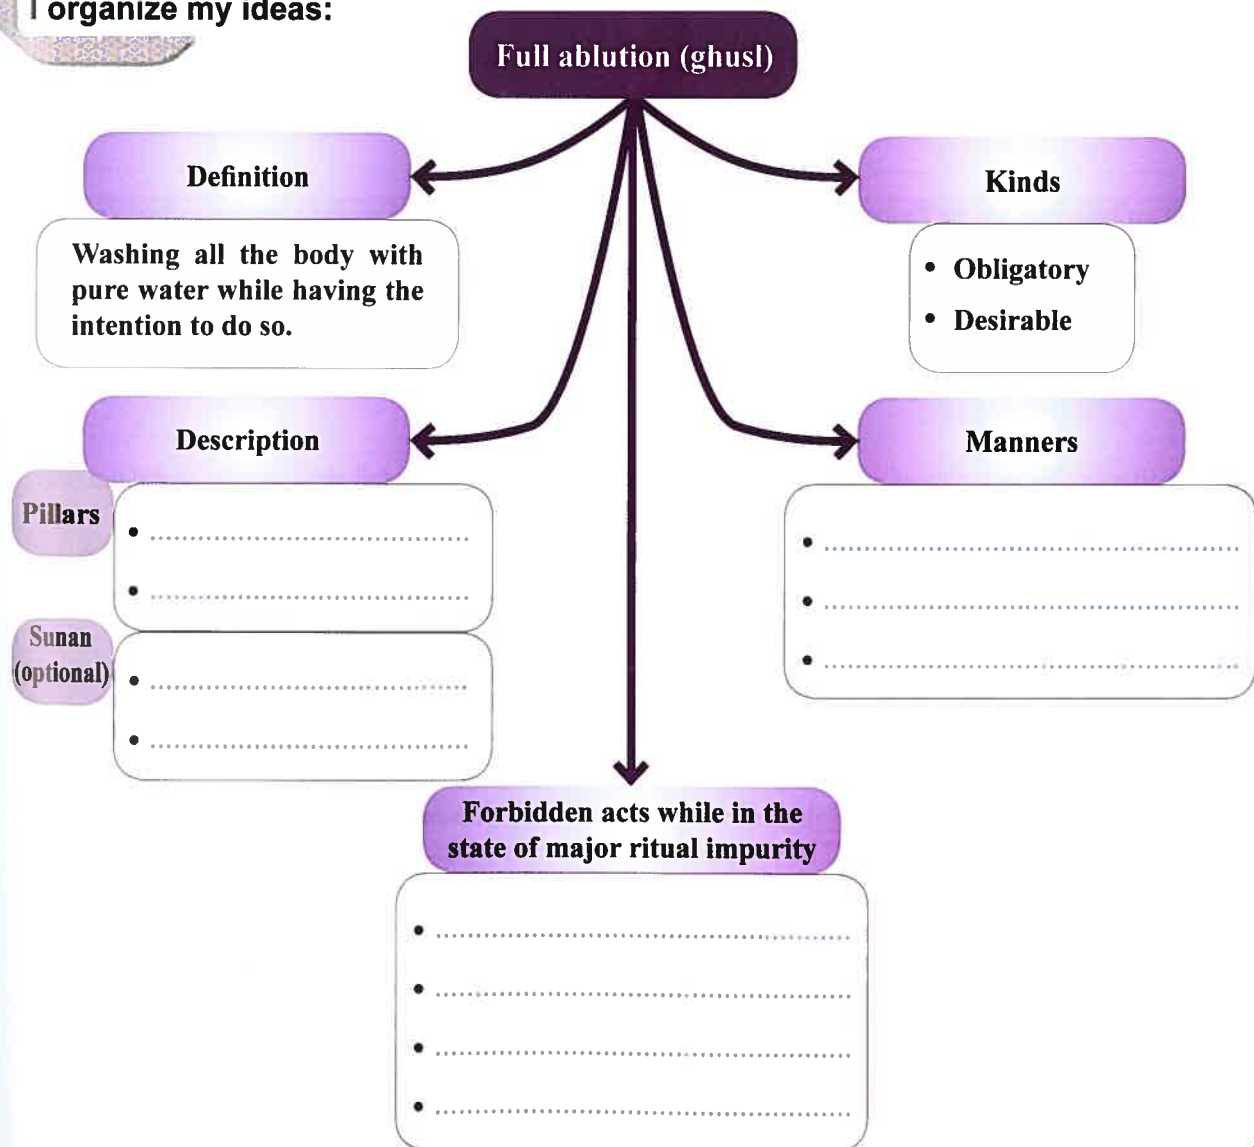 I organize my ideas:
Full ablution (ghusl)
Definition
Washing all the body with
pure water while having the
intention to do so.
Kinds
• Obligatory
• Desirable
Description
Pillars
Sunan
(optional)
Manners
Forbidden acts while in the
state of major ritual impurity